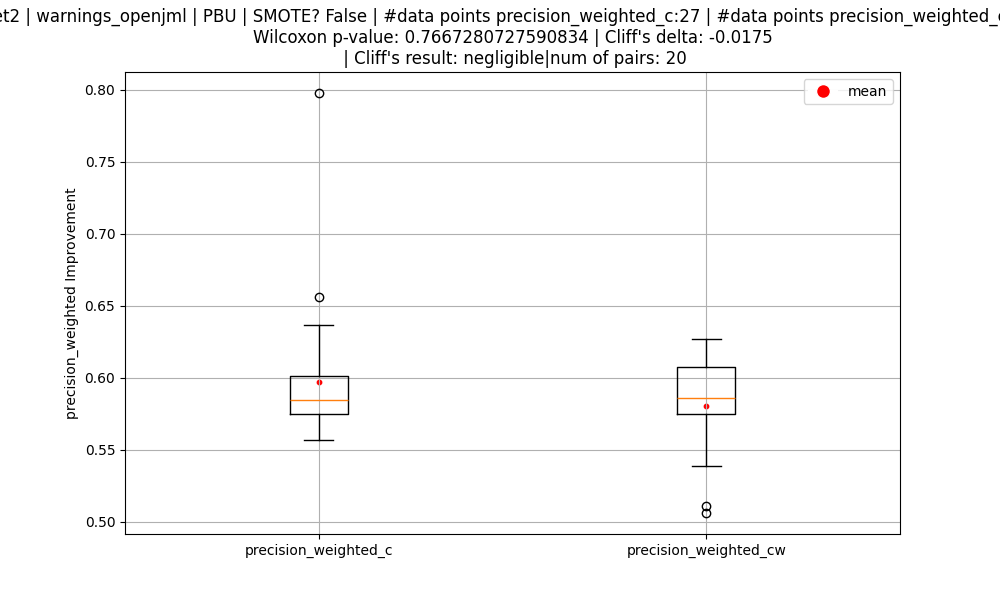 et2 | warnings_openjml | PBU | SMOTE? False | #data points precision_weighted_c:27 | #data points precision_weighted_c
Wilcoxon p-value: 0.7667280727590834 | Cliff's delta: -0.0175
| Cliff's result: negligible|num of pairs: 20
mean
0.80
0.75
0.70
0.65
0.60
0.55
0.50
precision_weighted Improvement
precision_weighted_c
precision_weighted_cw